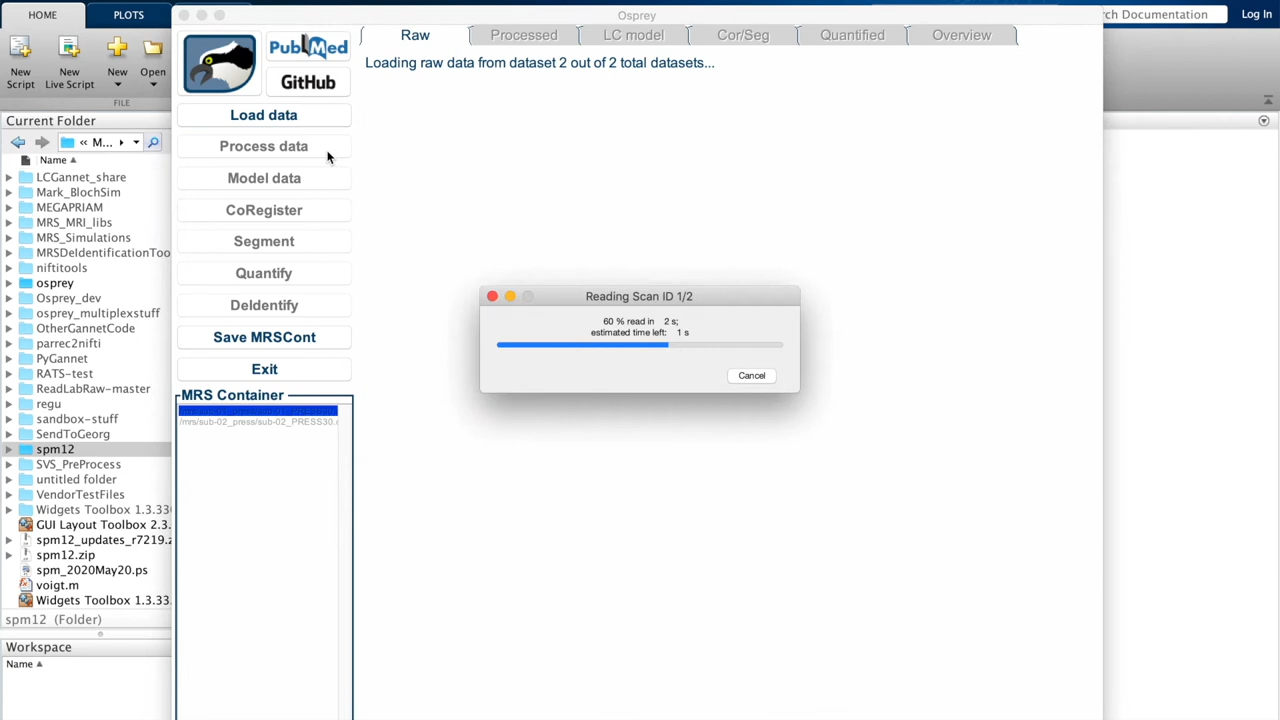 HOME
PLOTS
rch Documentation
Log In
New Script
New Live Script
New
Open
FILE
Current Folder
« M...
Name
LCGannet_share
Mark_BlochSim
MEGAPRIAM
MRS_MRI_libs
MRS_Simulations
MRSDeIdentificationToo
niftitools
osprey
Osprey_dev
osprey_multiplexstuff
OtherGannetCode
parrec2nifti
PyGannet
RATS-test
ReadLabRaw-master
regu
sandbox-stuff
SendToGeorg
spm12
SVS_PreProcess
untitled folder
VendorTestFiles
Widgets Toolbox 1.3.330
GUI Layout Toolbox 2.3.
spm12_updates_r7219.z
spm12.zip
spm_2020May20.ps
voigt.m
Widgets Toolbox 1.3.33
spm12 (Folder)
Workspace
Name
Osprey
PubMed
GitHub
Load data
Process data
Model data
CoRegister
Segment
Quantify
DeIdentify
Save MRSCont
Exit
MRS Container
/mrs/sub-02_press/sub-02_PRESS30.
Raw
Processed
LC model
Cor/Seg
Quantified
Overview
Loading raw data from dataset 2 out of 2 total datasets...
Reading Scan ID 1/2
60 % read in 2 s;
estimated time left: 1 s
Cancel